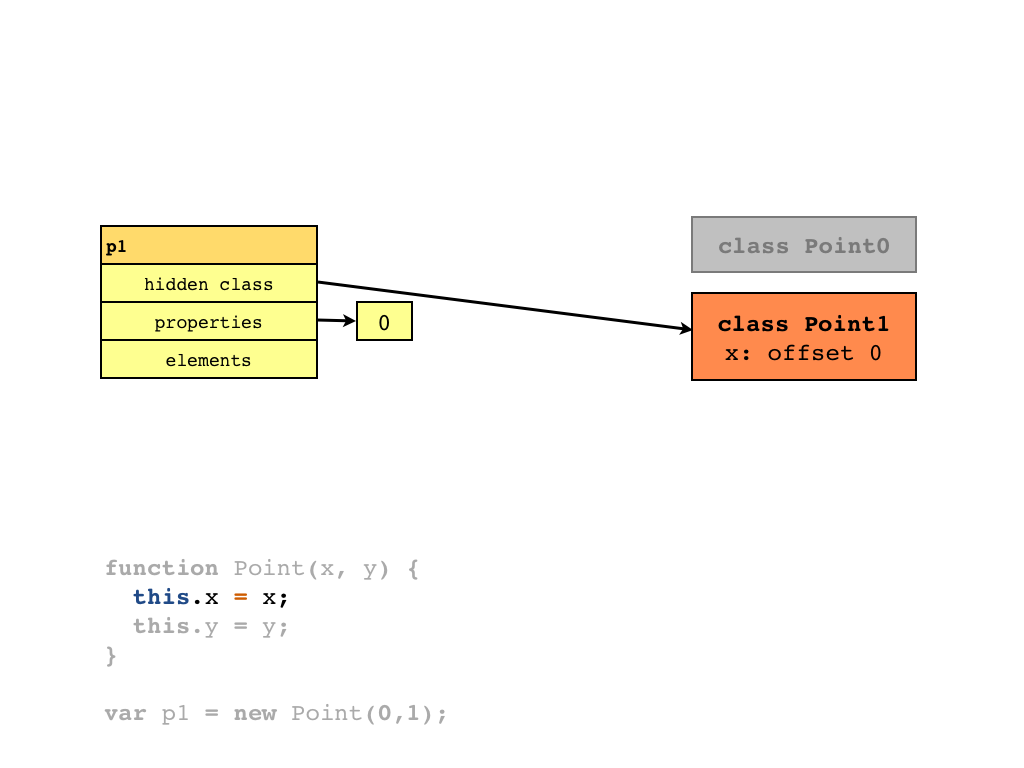 p1
hidden class
properties
elements
0
class Point0
class Point1
x: offset 0
function Point(x, y) {
  this.x = x;
  this.y = y;
}
var p1 = new Point(0,1);